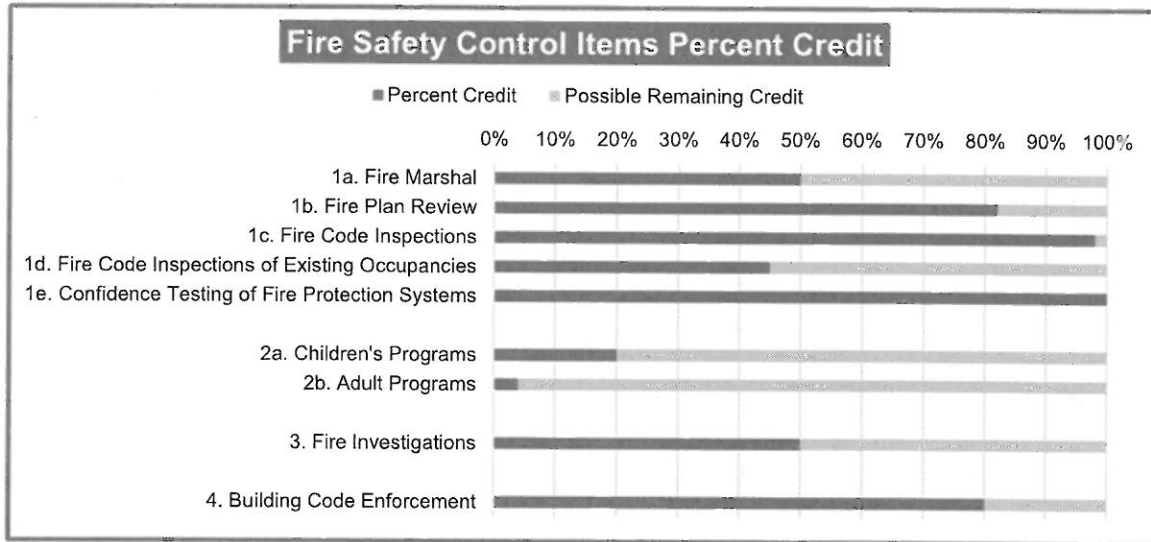 Fire Safety Control Items Percent Credit
Percent Credit Possible Remaining Credit
0% 10% 20% 30% 40% 50% 60% 70% 80% 90% 100%
1a. Fire Marshal
1b. Fire Plan Review
1c. Fire Code Inspections
1d. Fire Code Inspections of Existing Occupancies
1e. Confidence Testing of Fire Protection Systems
2a. Children's Programs
2b. Adult Programs
3. Fire Investigations
4. Building Code Enforcement